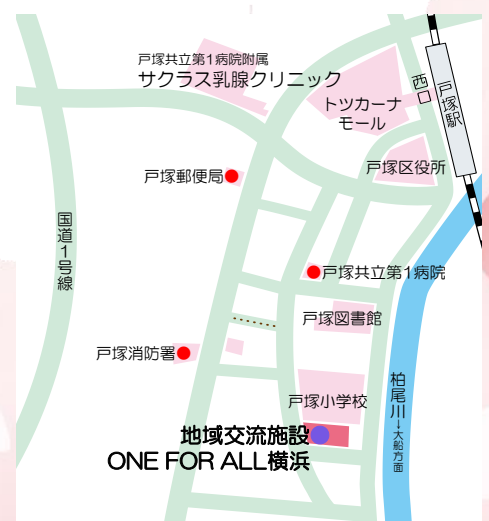 戸塚共立第1病院附属
サクラス乳腺クリニック
西口
戸塚駅
トツカーナ
モール
戸塚区役所
戸塚郵便局
国道1号線
戸塚共立第1病院
戸塚図書館
戸塚消防署
柏尾川→大船方面
戸塚小学校
地域交流施設
ONE FOR ALL横浜